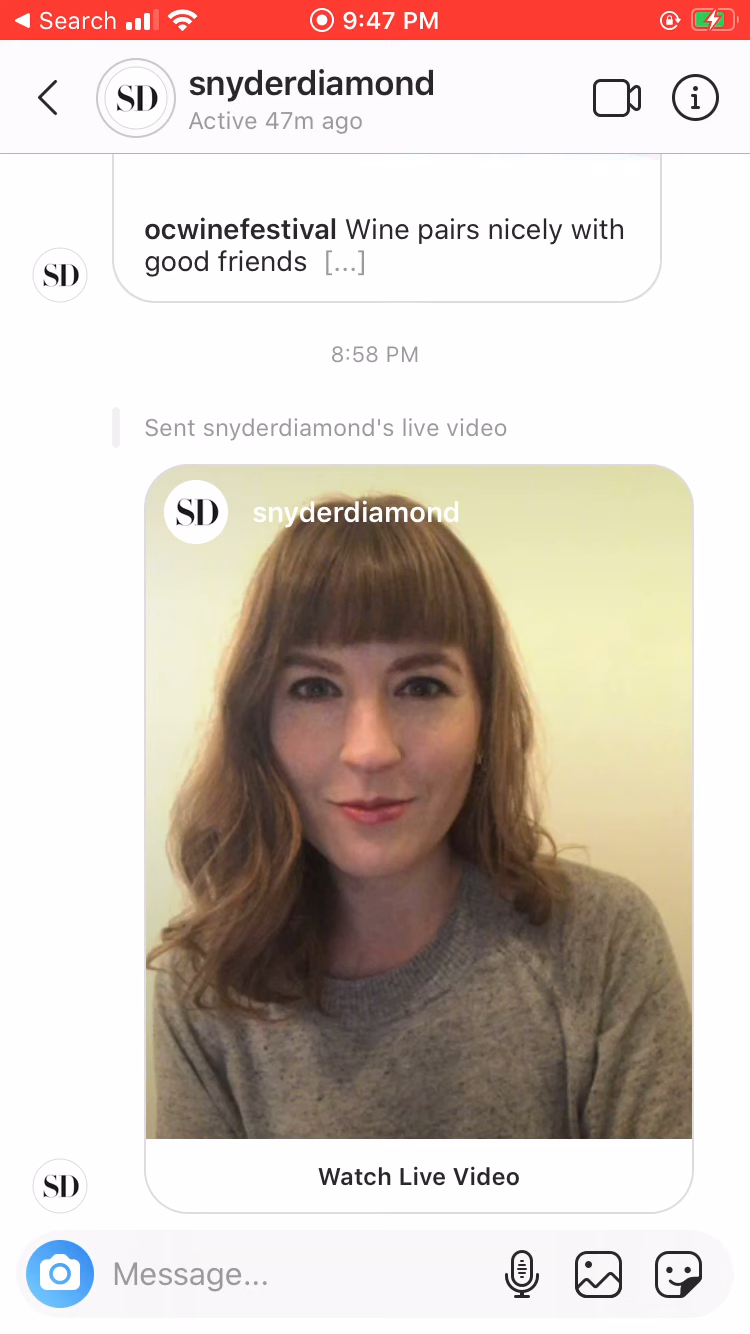 Search 9:47 PM
SD snyderdiamond
Active 47m ago
ocwinefestival Wine pairs nicely with
good friends [...]
SD
8:58 PM
Sent snyderdiamond's live video
SD snyderdiamond
Watch Live Video
SD
Message...